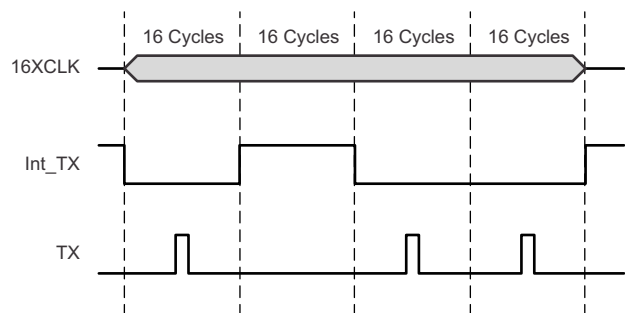 16 Cycles 16 Cycles 16 Cycles 16 Cycles
16XCLK
Int_TX
TX